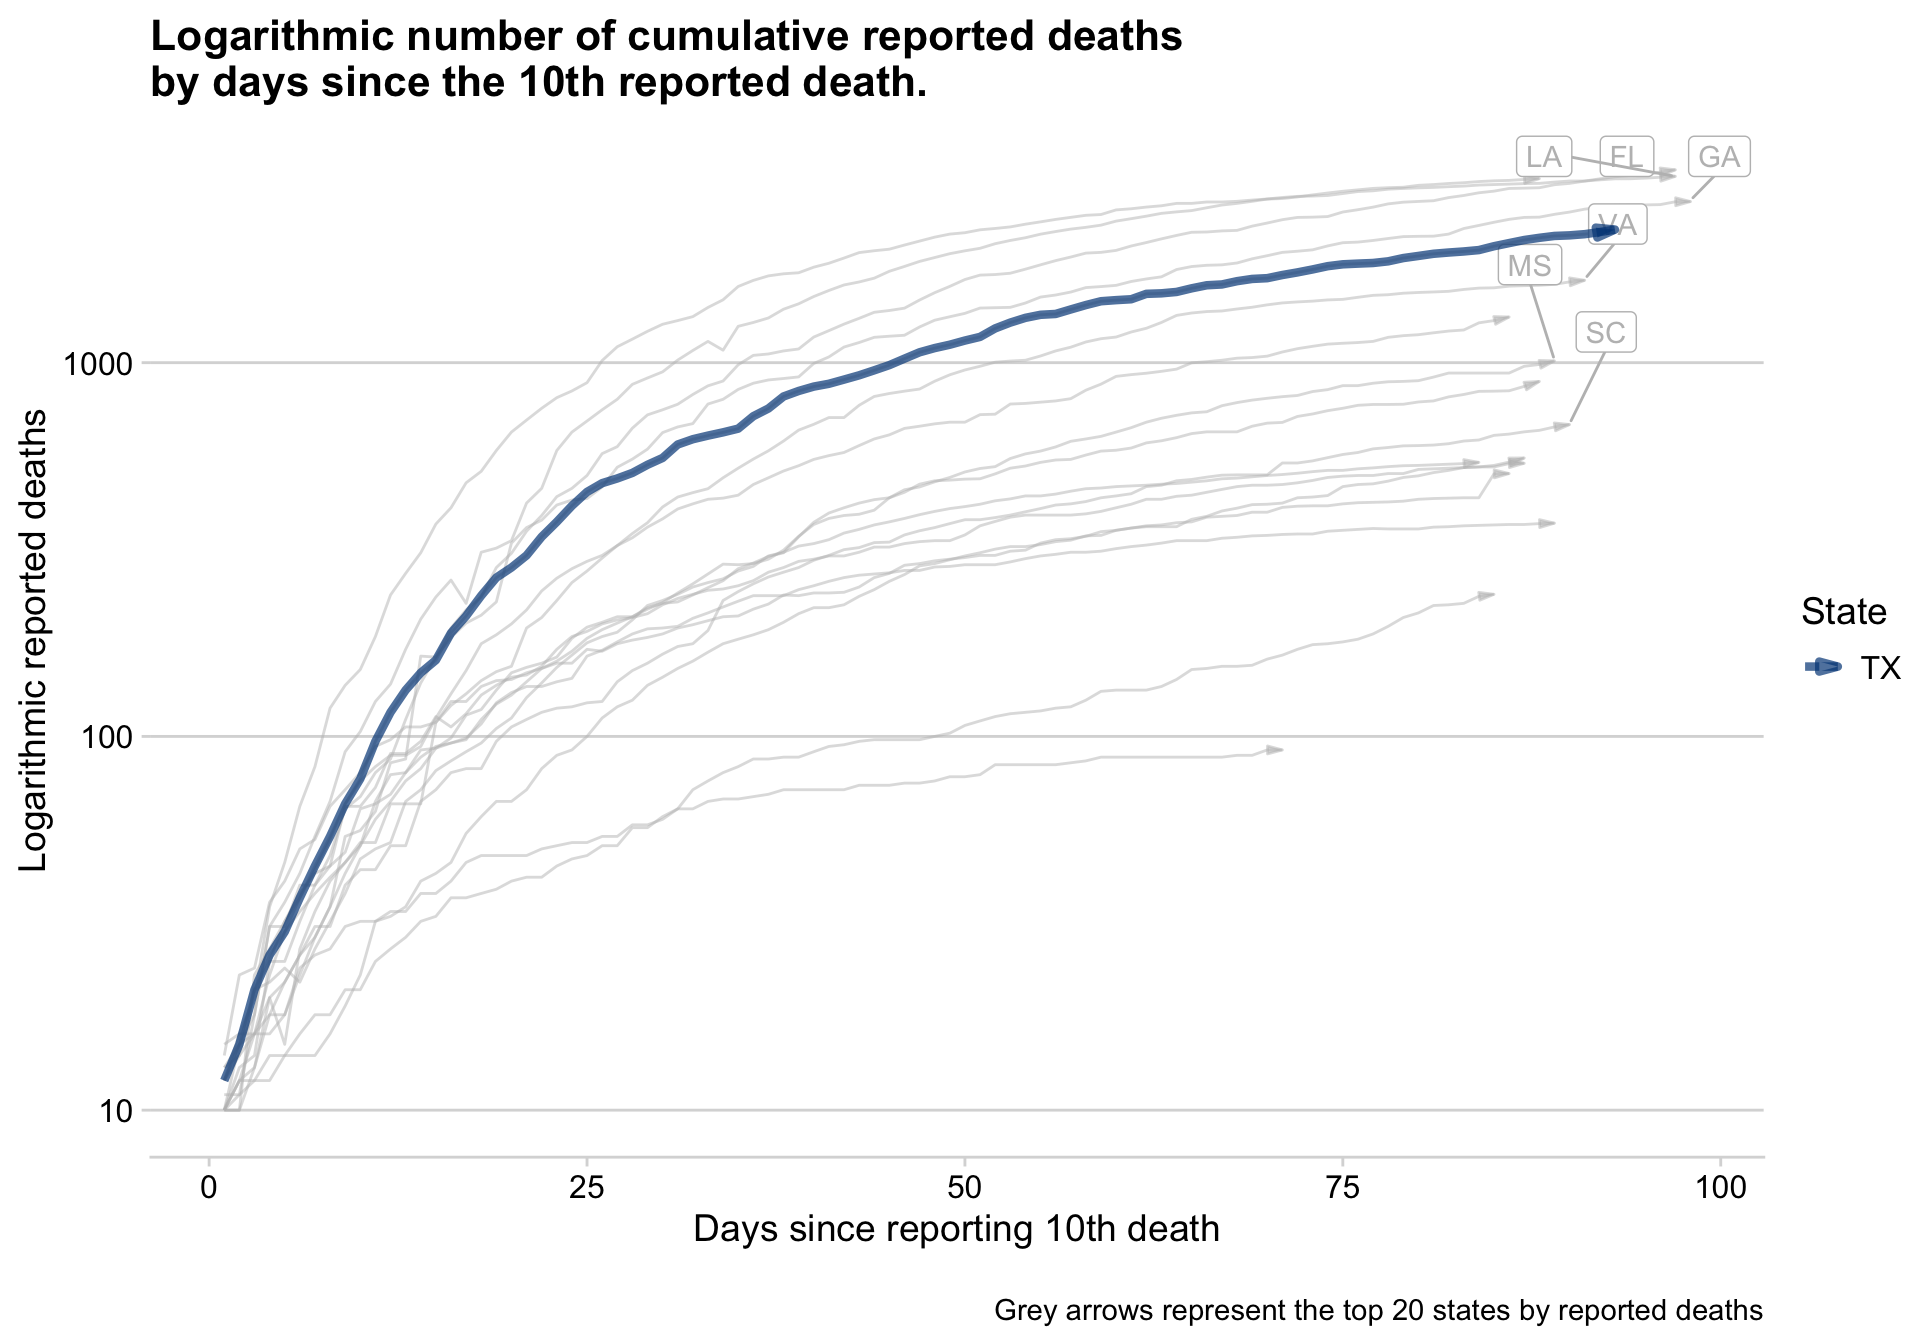 Logarithmic number of cumulative reported deaths
by days since the 10th reported death.
LA
FL
GA
VA
MS
SC
1000
100
10
Logarithmic reported deaths
0
25
50
75
100
Days since reporting 10th death
State
TX
Grey arrows represent the top 20 states by reported deaths